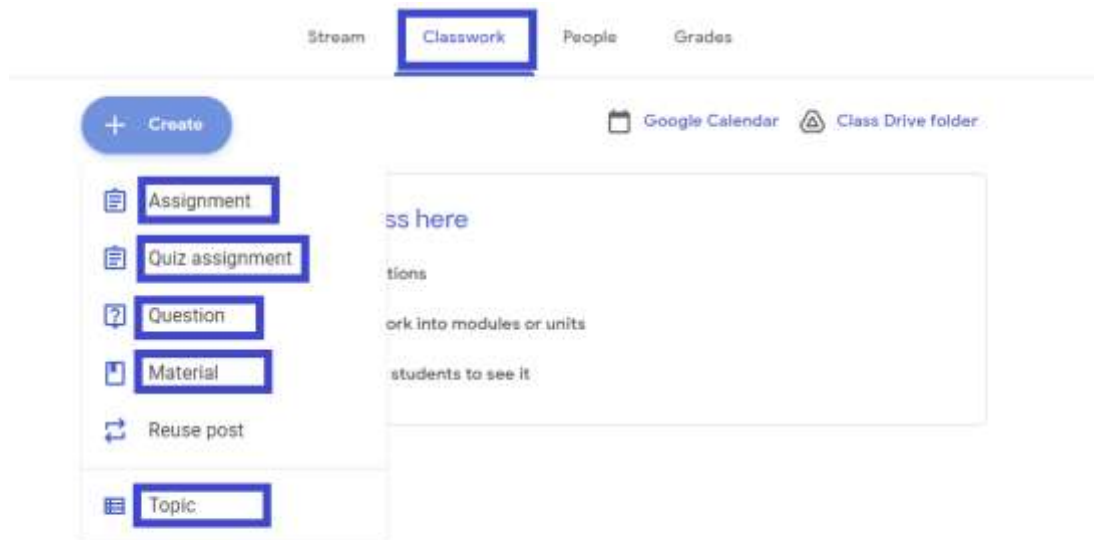 Stream Classwork People Grades
+ Create Google Calendar Class Drive folder
Assignment
ss here
Quiz assignment
tions
Question
ork into modules or units
Material
students to see it
Reuse post
Topic